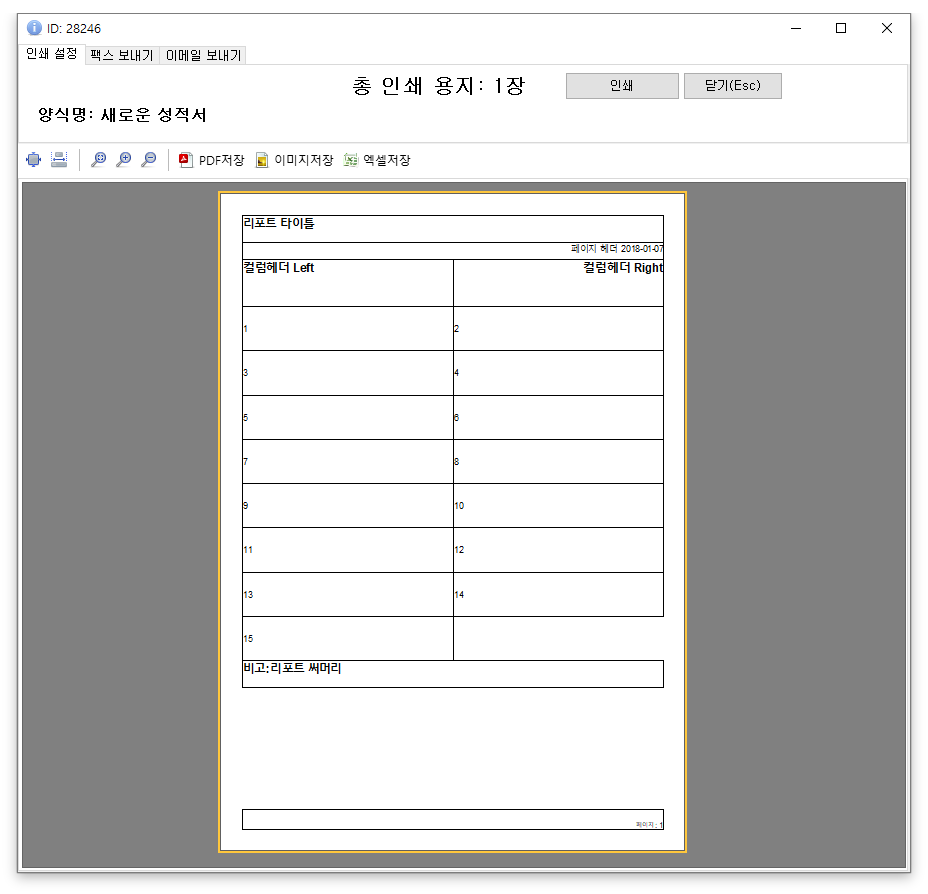 ID: 28246
인쇄 설정 팩스 보내기 이메일 보내기
총 인쇄 용지: 1장 인쇄 닫기(Esc)
양식명: 새로운 성적서
PDF저장 이미지저장 엑셀저장
리포트 타이틀
페이지 헤더 2018-01-07
컬럼헤더 Left 컬럼헤더 Right
1 2
3 4
5 6
7 8
9 10
11 12
13 14
15
비고:리포트 써머리
페이지: 1